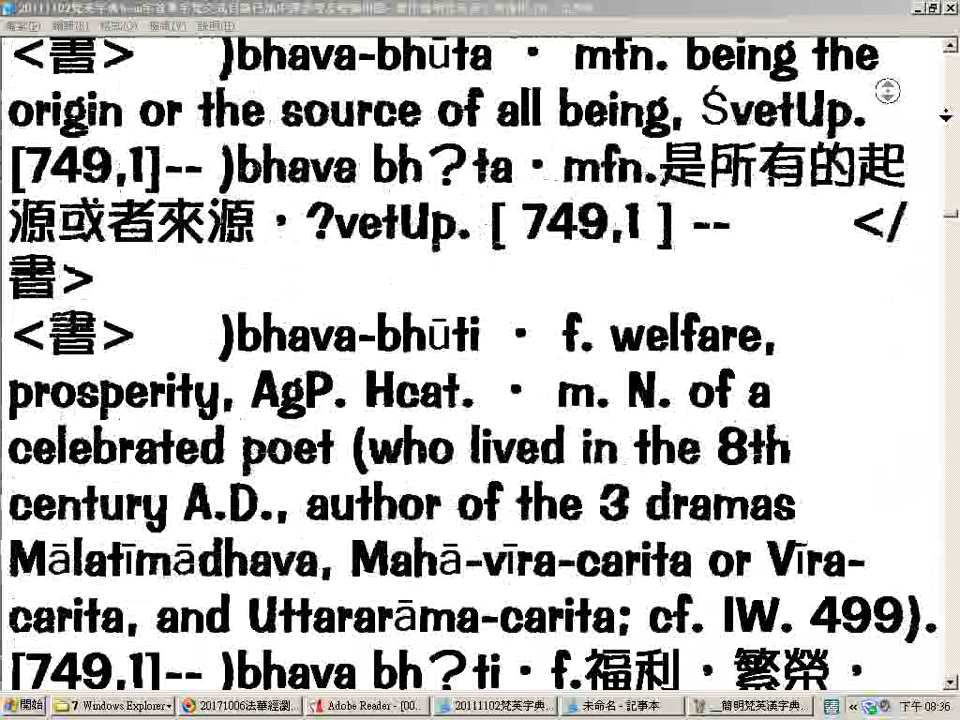 <書>    )bhava-bhūta ‧ mfn. being the
origin or the source of all being, ŚvetUp.
[749,1]-- )bhava bh?ta‧mfn.是所有的起
源或者來源，?vetUp. [ 749,1 ] --    </
書>
<書>    )bhava-bhūti ‧ f. welfare,
prosperity, AgP. Hcat. ‧ m. N. of a
celebrated poet (who lived in the 8th
century A.D., author of the 3 dramas
Mālatīmādhava, Mahā-vīra-carita or Vīra-
carita, and Uttararāma-carita; cf. IW. 499).
[749,1]-- )bhava bh?ti‧f.福利，繁榮，
開始 7 Windows Explorer 20171006法華經瀏... Adobe Reader - [00... 20111102梵英字典... 未命名 - 記事本 __簡明梵英漢字典... « 下午 08:36